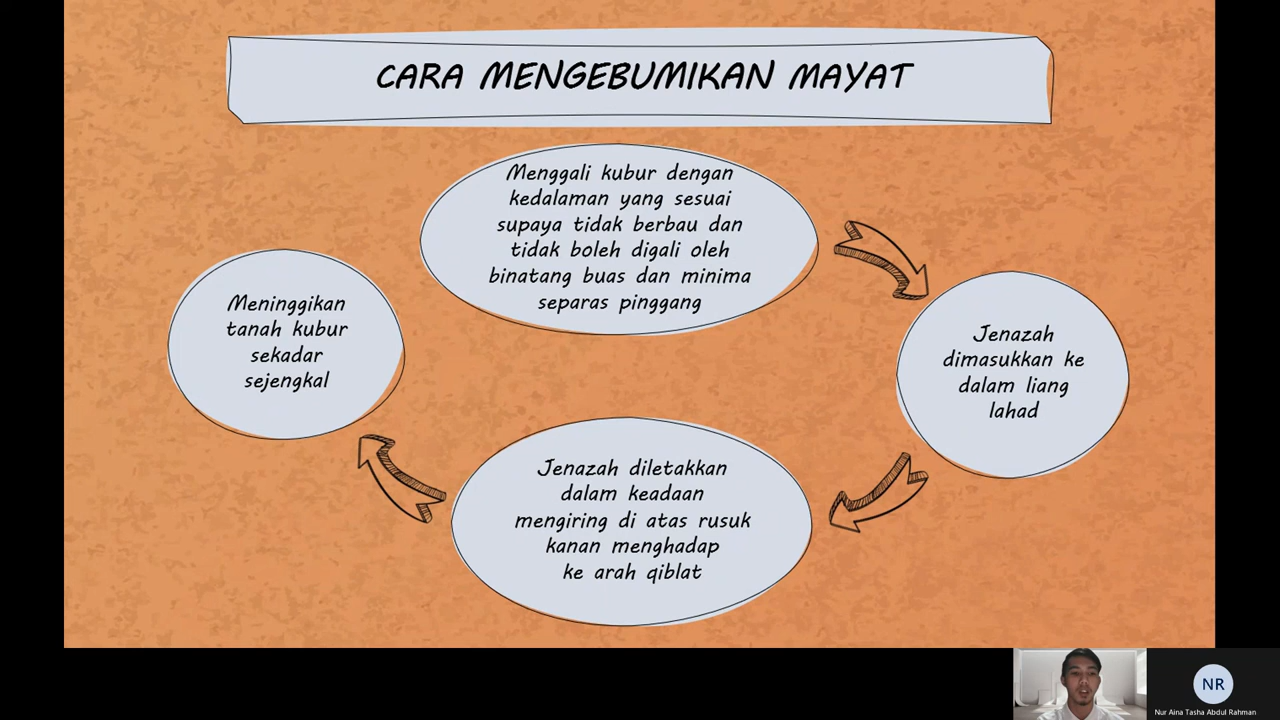 CARA MENGEBUMIKAN MAYAT
Menggali kubur dengan
kedalaman yang sesuai
supaya tidak berbau dan
tidak boleh digali oleh
binatang buas dan minima
separas pinggang
Jenazah
dimasukkan ke
dalam liang
lahad
Jenazah diletakkan
dalam keadaan
mengiring di atas rusuk
kanan menghadap
ke arah qiblat
Meninggikan
tanah kubur
sekadar
sejengkal
NR
Nur Aina Tasha Abdul Rahman